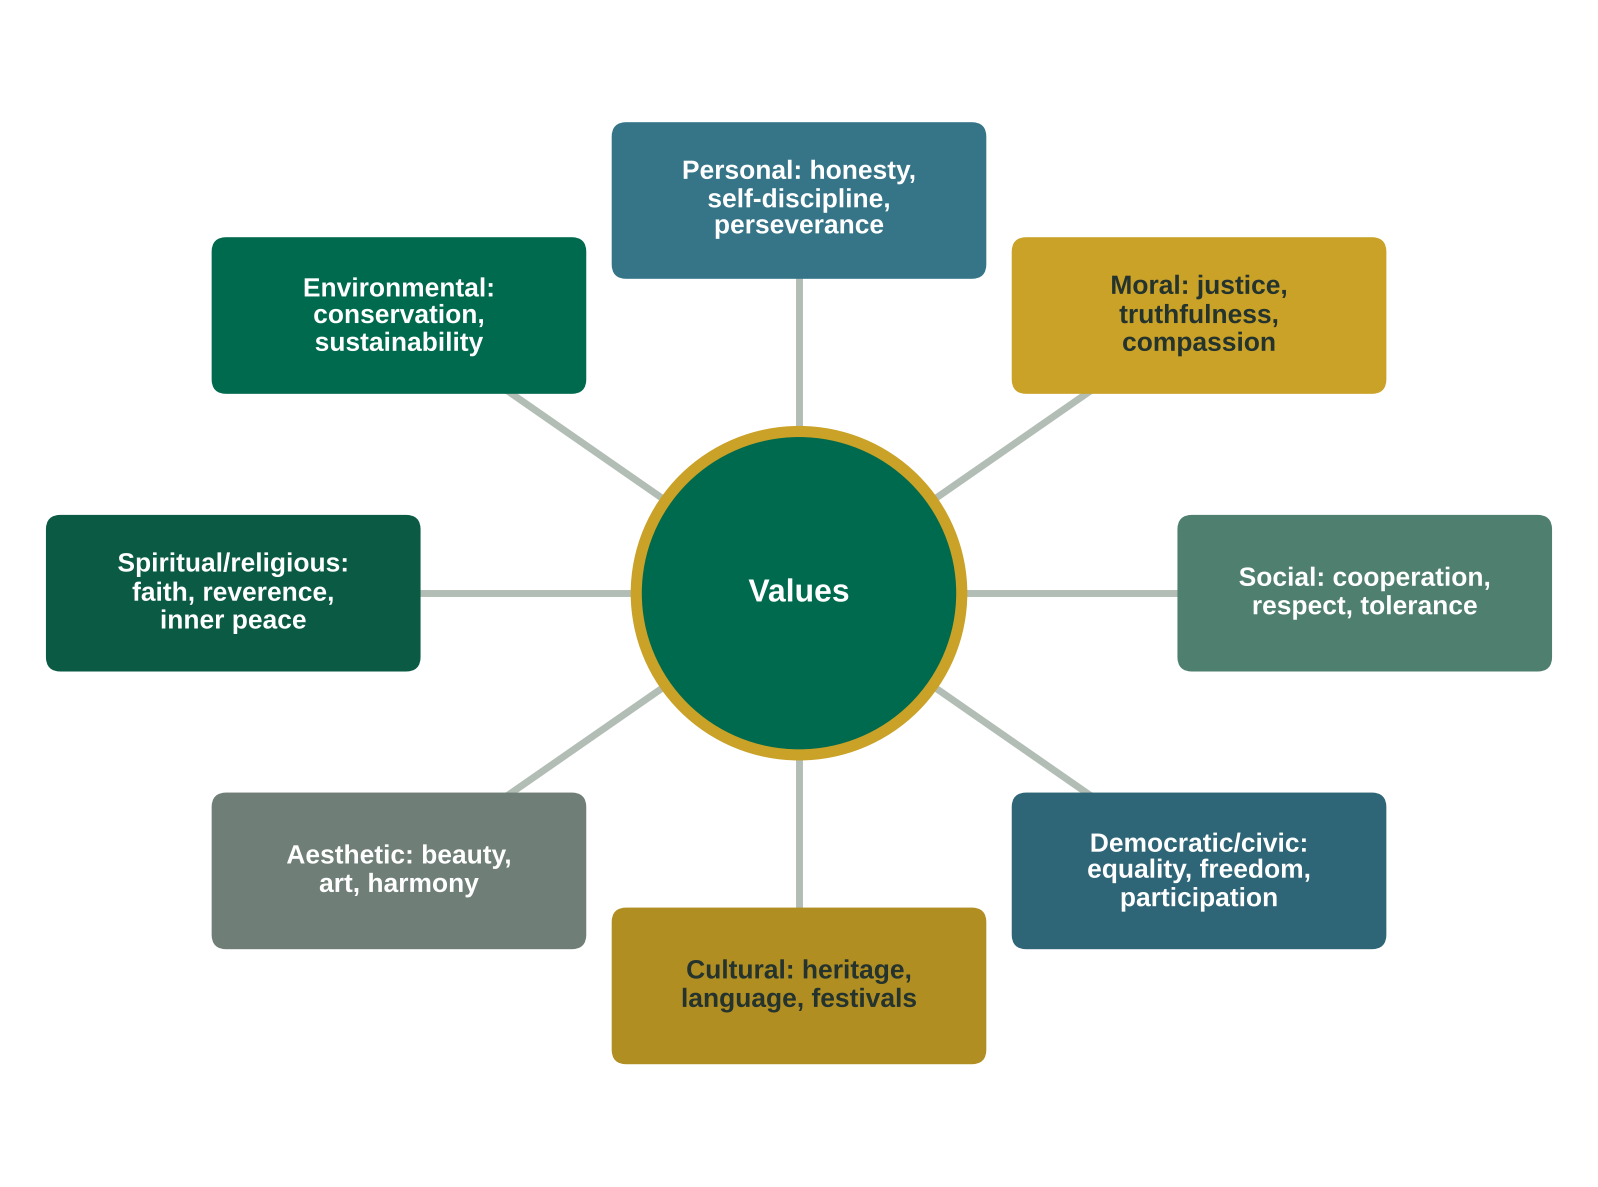 Personal: honesty,
self-discipline,
perseverance
Environmental:
conservation,
sustainability
Moral: justice,
truthfulness,
compassion
Spiritual/religious:
faith, reverence,
inner peace
Values
Social: cooperation,
respect, tolerance
Aesthetic: beauty,
art, harmony
Democratic/civic:
equality, freedom,
participation
Cultural: heritage,
language, festivals